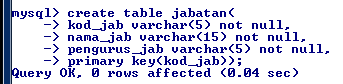 mysql> create table jabatan(
    -> kod_jab varchar(5) not null,
    -> nama_jab varchar(15) not null,
    -> pengurus_jab varchar(5) not null,
    -> primary key(kod_jab));
Query OK, 0 rows affected (0.04 sec)